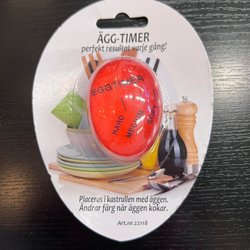 ÄGG-TIMER
perfekt resultat varje gång!
EGGTIMER
SOFT
MEDIUM
HARD
Placeras i kastrullen med äggen.
Ändrar färg när äggen kokar.
Art.nr.22118